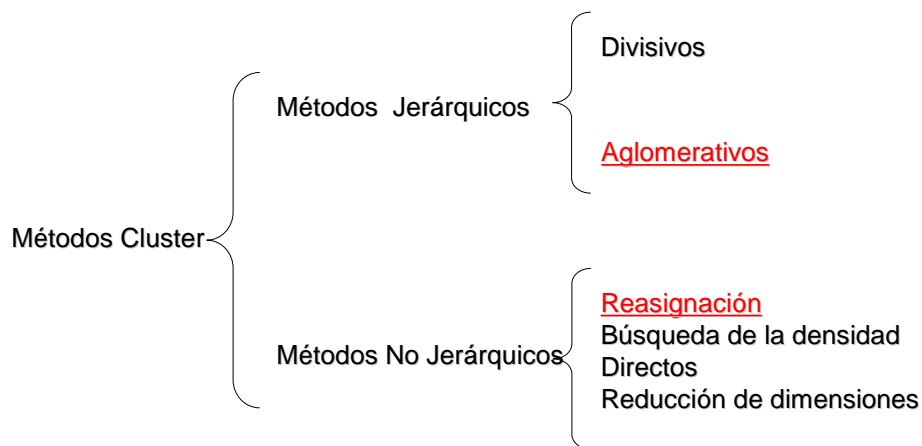 Divisivos
Métodos Jerárquicos
Aglomerativos
Métodos Cluster
Reasignación
Búsqueda de la densidad
Métodos No Jerárquicos
Directos
Reducción de dimensiones